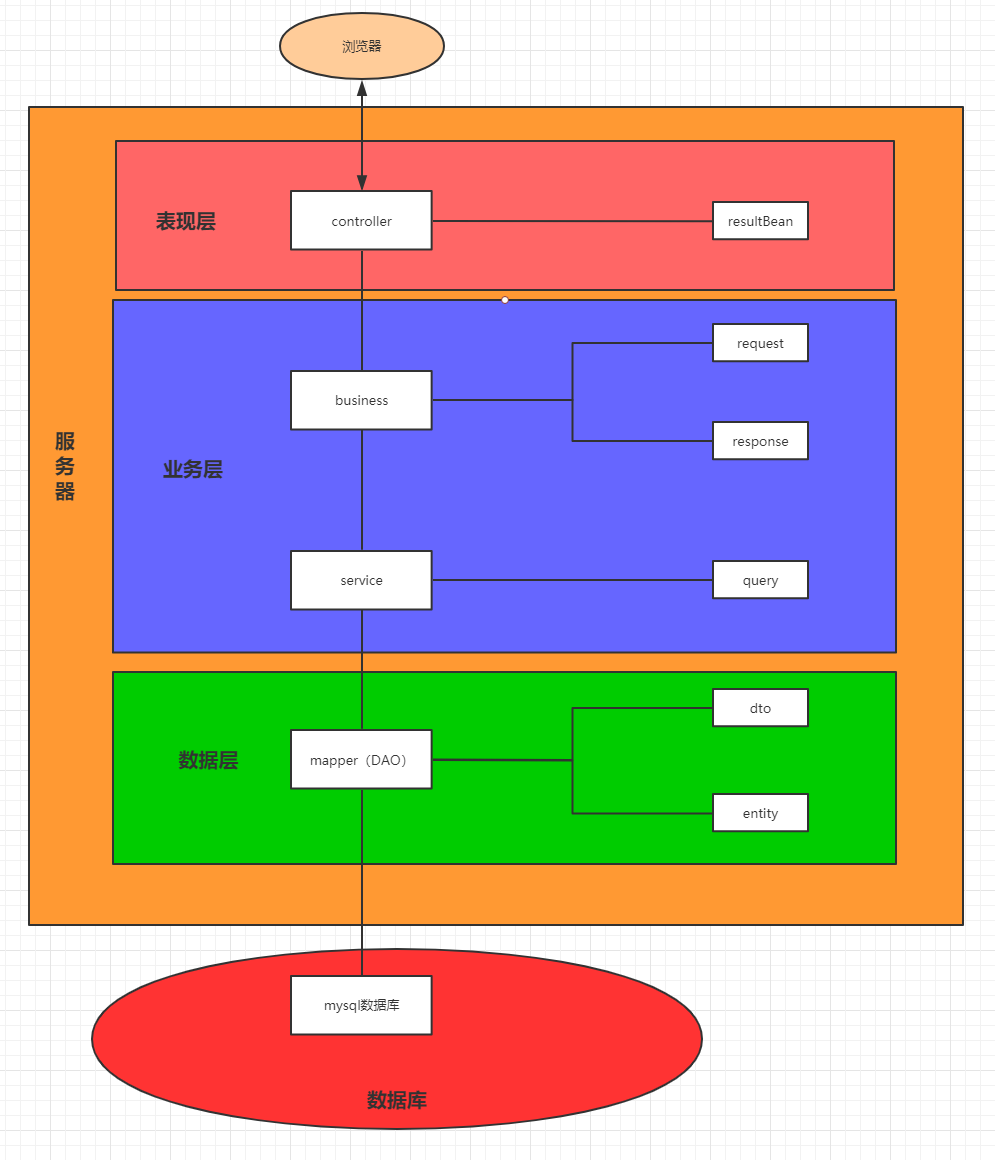 浏览器
表现层
controller
resultBean
request
business
response
服务器
业务层
service
query
dto
数据层
mapper（DAO）
entity
mysql数据库
数据库